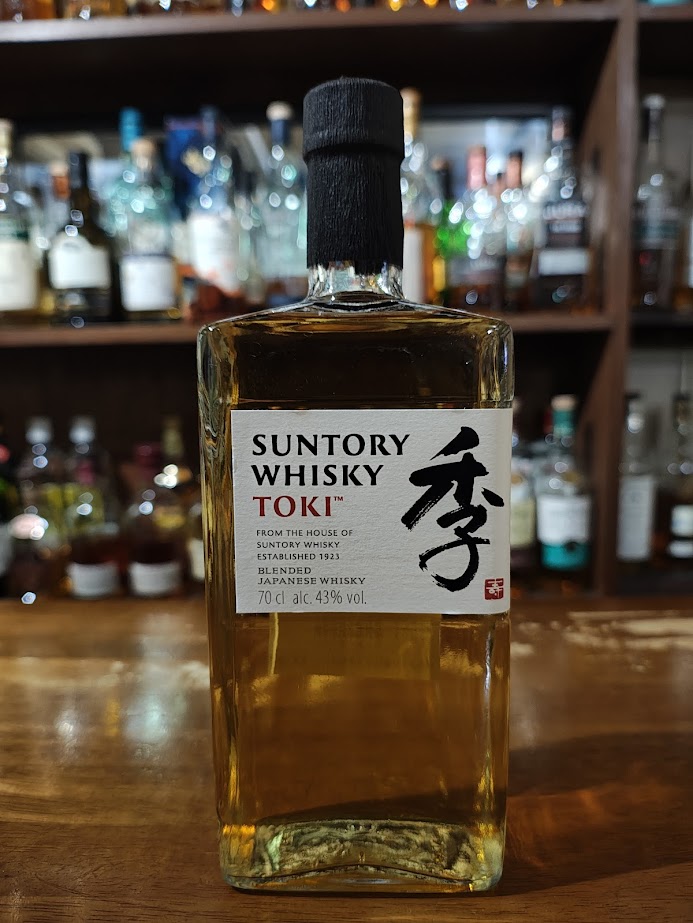 SUNTORY
WHISKY
TOKI™
季
FROM THE HOUSE OF
SUNTORY WHISKY
ESTABLISHED 1923
BLENDED
JAPANESE WHISKY
70 cl alc. 43% vol.